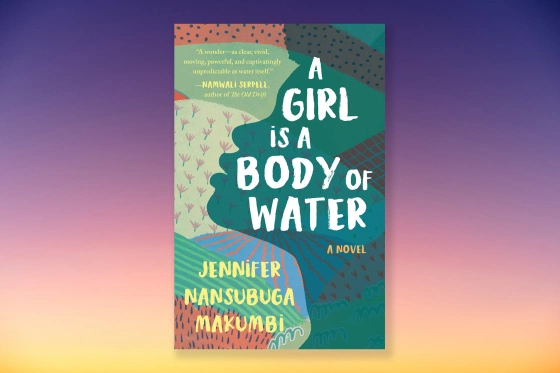 "A wonder—as clear, vivid,
moving, powerful, and captivatingly
unpredictable as water itself."
—NAMWALI SERPELL,
author of The Old Drift
A
GIRL
IS A
BODY OF
WATER
A NOVEL
JENNIFER
NANSUBUGA
MAKUMBI